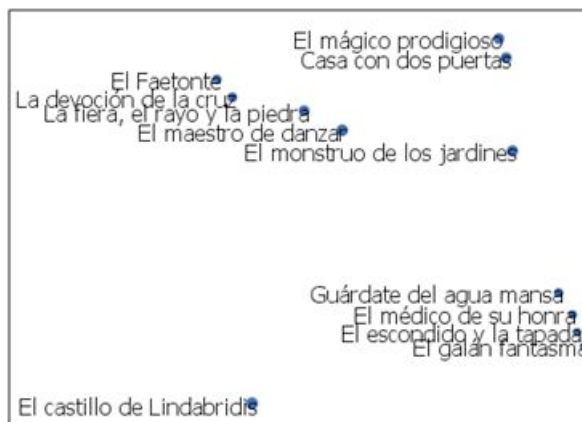 El mágico prodigioso
Casa con dos puertas
El Faetonte
La devoción de la cruz
La fiera, el rayo y la piedra
El maestro de danzar
El monstruo de los jardines
Guárdate del agua mansa
El médico de su honra
El escondido y la tapada
El galán fantasma
El castillo de Lindabridis